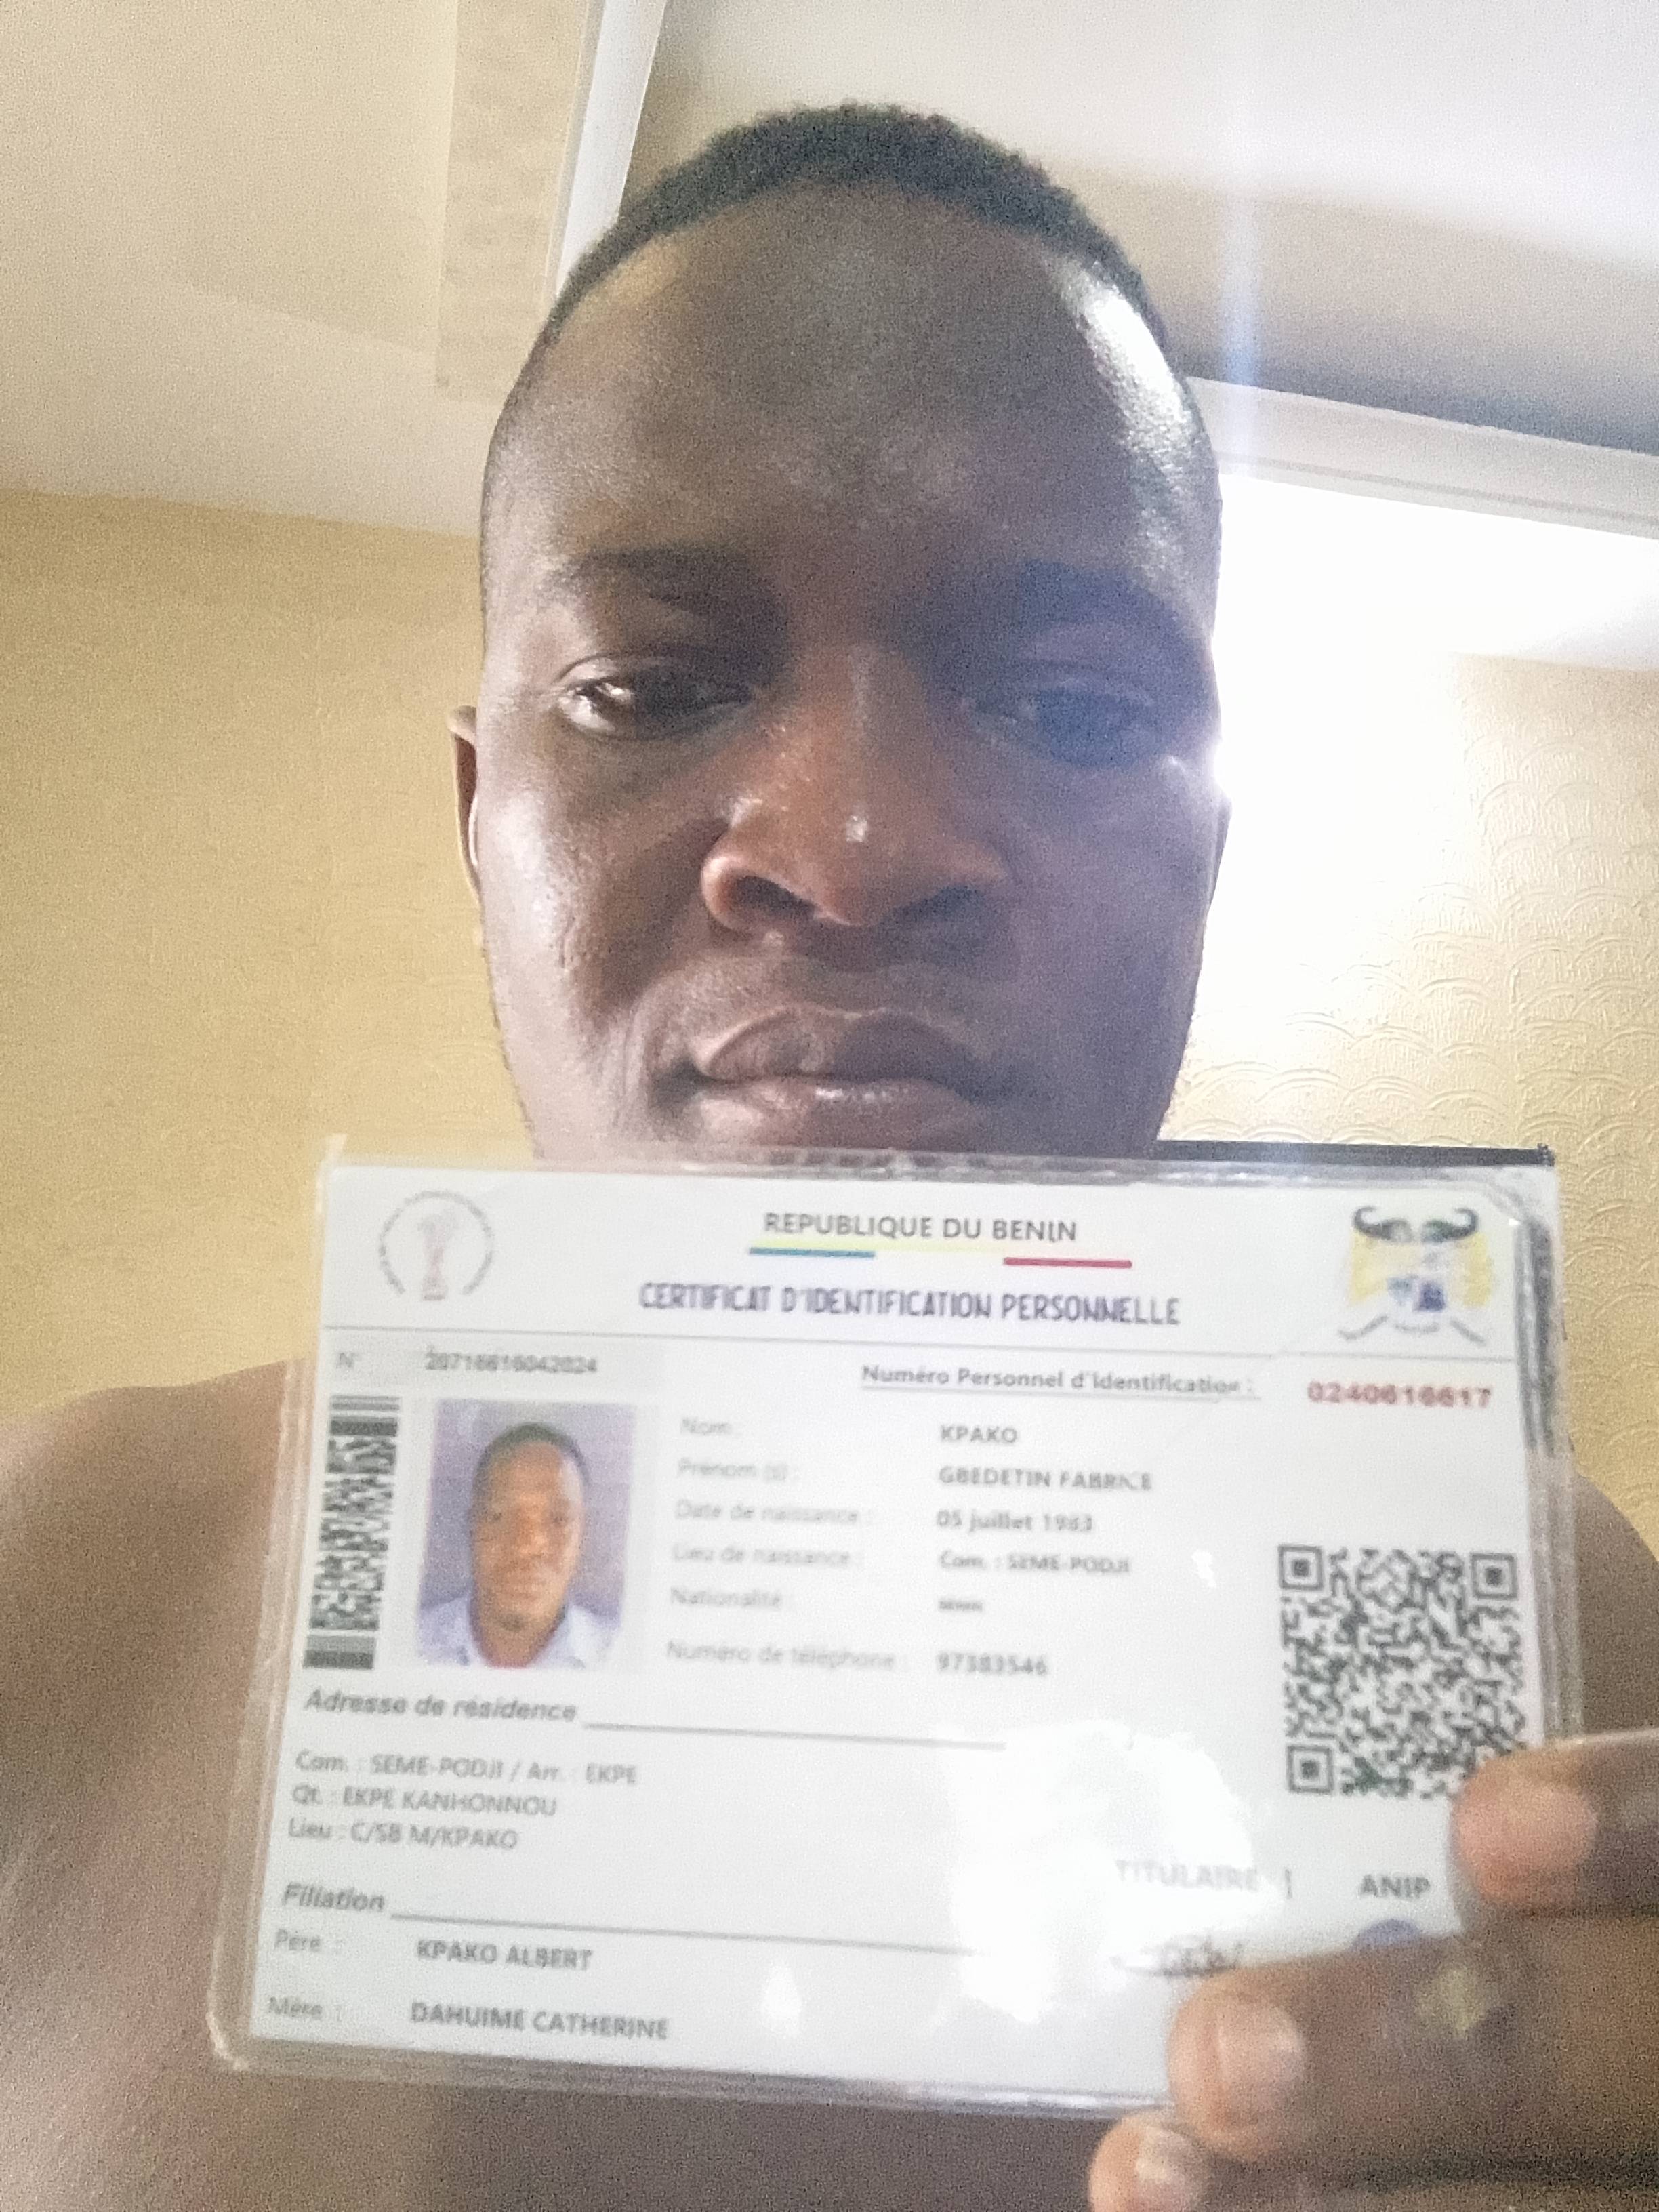 REPUBLIQUE DU BENIN
CERTIFICAT D'IDENTIFICATION PERSONNELLE
N° 20716616042024
Numéro Personnel d'Identification : 0240616617
Nom : KPAKO
Prénom (s) : GBEDETIN FABRICE
Date de naissance : 05 juillet
Lieu de naissance : Com. : SEME-PODJI
Nationalité :
Numéro de téléphone : 97383546
Adresse de résidence
Com. : SEME-PODJI / Arr. : EKPE
Qt. : EKPE KANHONNOU
Lieu : C/SB M/KPAKO
TITULAIRE | ANIP
Filiation
Père : KPAKO ALBERT
Mère : DAHUIME CATHERINE